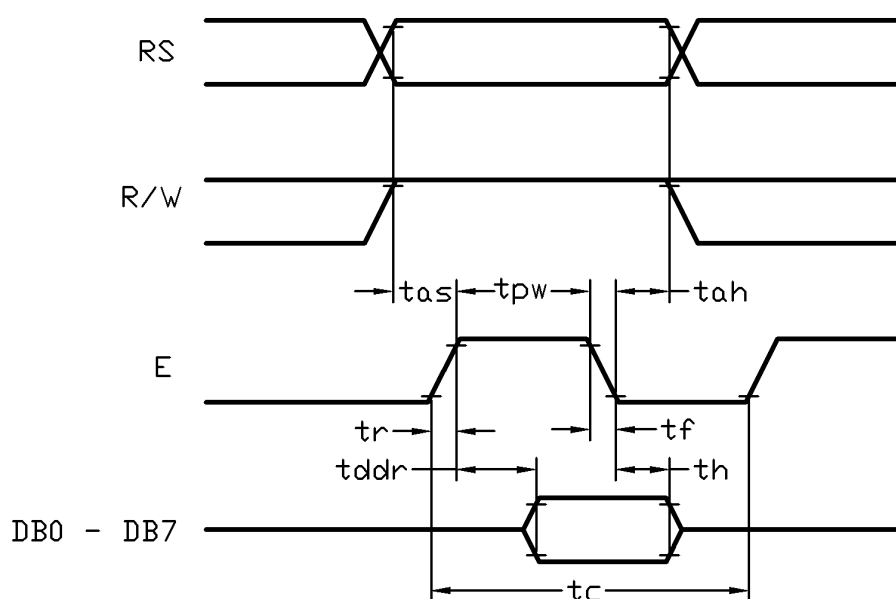 RS
R/W
tas tpw tah
E
tr tf
tddr th
DB0 - DB7
tc